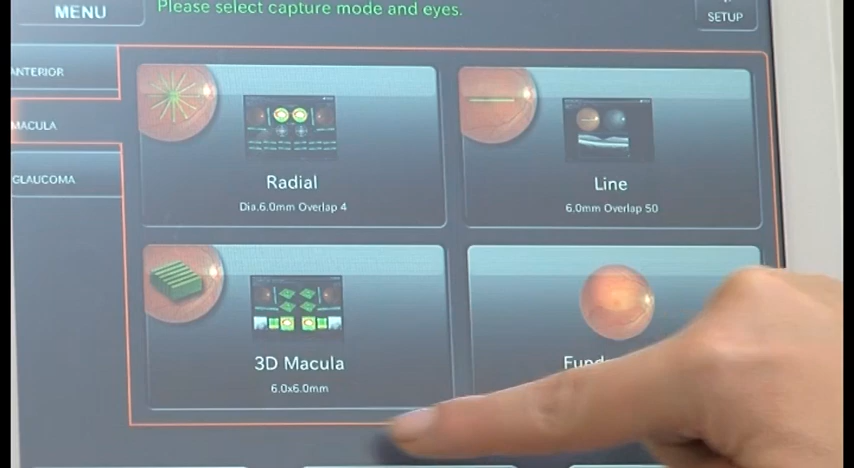 MENU
Please select capture mode and eyes.
SETUP
ANTERIOR
MACULA
GLAUCOMA
Radial
Dia.6.0mm Overlap 4
Line
6.0mm Overlap 50
3D Macula
6.0x6.0mm